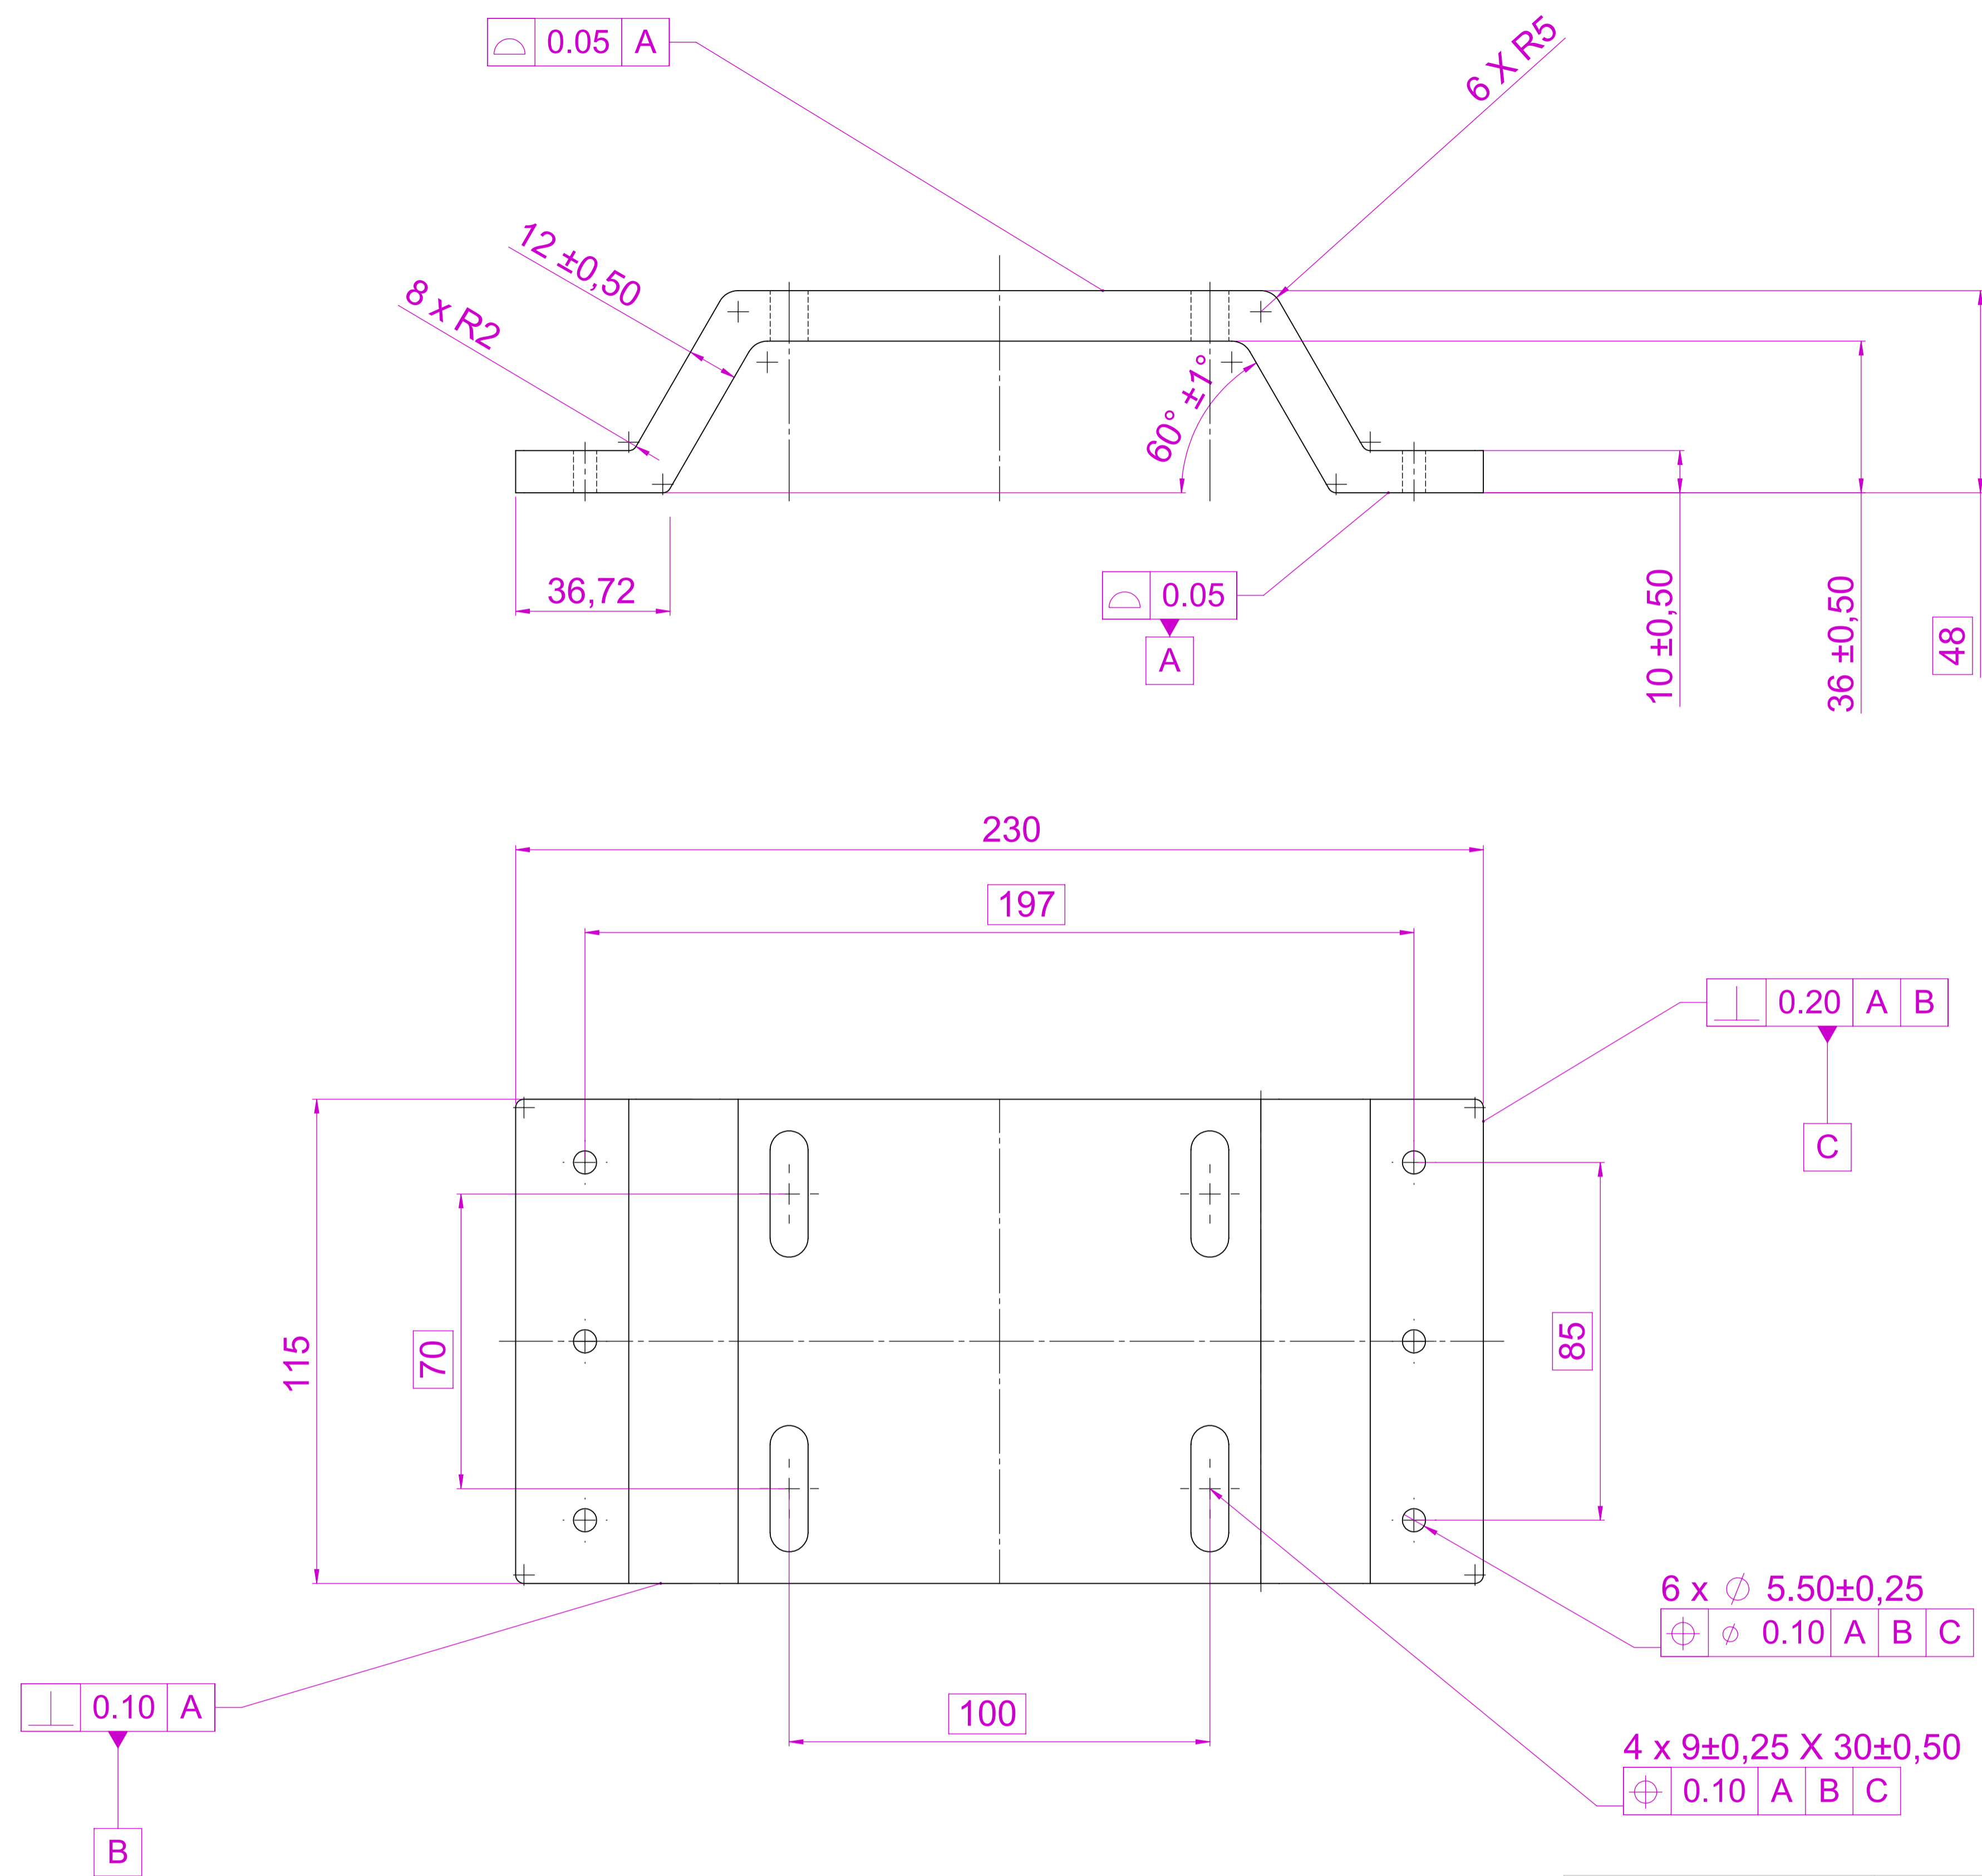 0.05 A
6 X R5
12 ±0,50
8 x R2
60° ±1°
36,72
0.05
A
10 ±0,50
36 ±0,50
48
230
197
⊥ 0.20 A B
C
115
70
85
6 x ⌀ 5.50±0,25
⌖ ⌀ 0.10 A B C
⊥ 0.10 A
B
100
4 x 9±0,25 X 30±0,50
⌖ 0.10 A B C